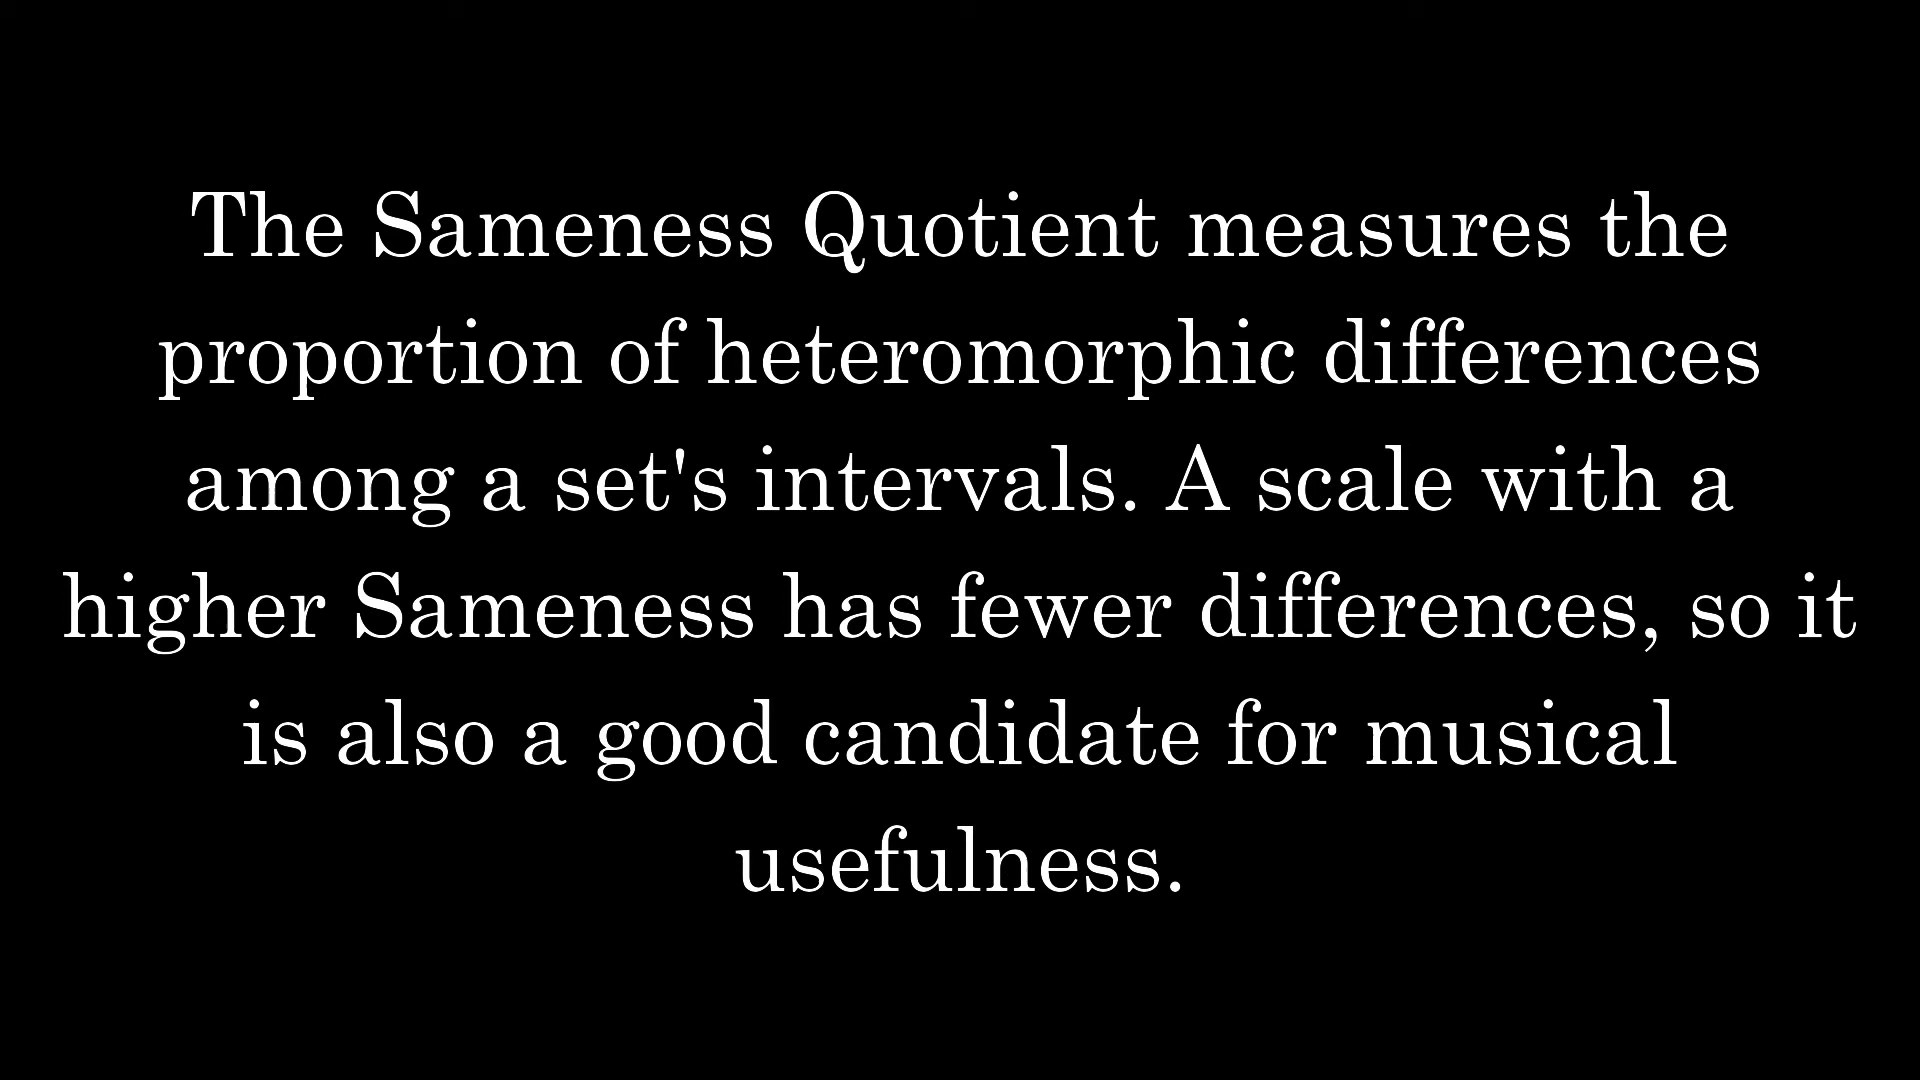 The Sameness Quotient measures the
proportion of heteromorphic differences
among a set's intervals. A scale with a
higher Sameness has fewer differences, so it
is also a good candidate for musical
usefulness.